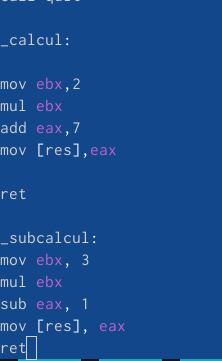 _calcul:
mov ebx,2
mul ebx
add eax,7
mov [res],eax
ret
_subcalcul:
mov ebx, 3
mul ebx
sub eax, 1
mov [res], eax
ret